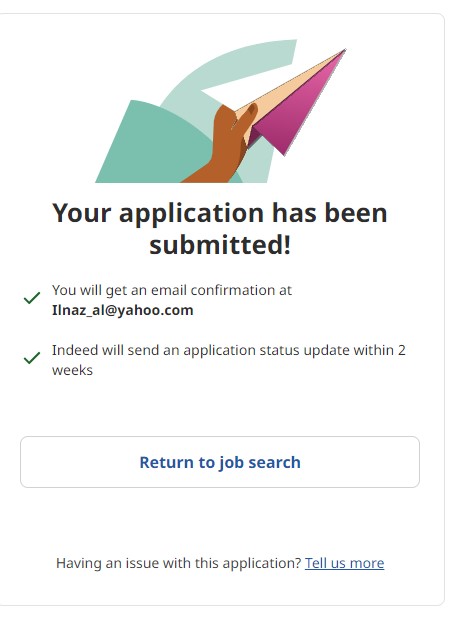 Your application has been
submitted!
You will get an email confirmation at
Ilnaz_al@yahoo.com
Indeed will send an application status update within 2
weeks
Return to job search
Having an issue with this application? Tell us more